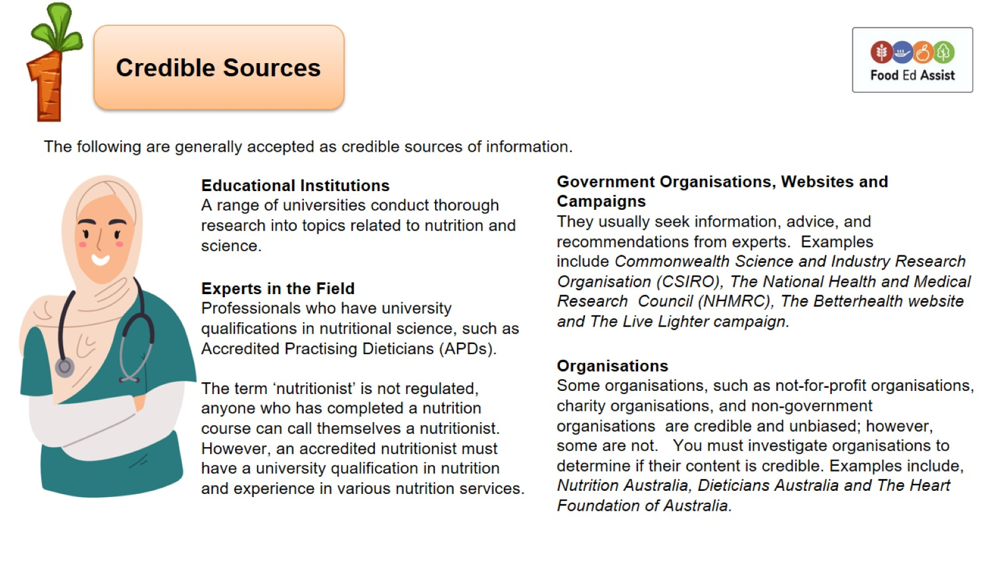 Credible Sources
Food Ed Assist
The following are generally accepted as credible sources of information.
Educational Institutions
A range of universities conduct thorough
research into topics related to nutrition and
science.
Experts in the Field
Professionals who have university
qualifications in nutritional science, such as
Accredited Practising Dieticians (APDs).
The term ‘nutritionist’ is not regulated,
anyone who has completed a nutrition
course can call themselves a nutritionist.
However, an accredited nutritionist must
have a university qualification in nutrition
and experience in various nutrition services.
Government Organisations, Websites and
Campaigns
They usually seek information, advice, and
recommendations from experts.  Examples
include Commonwealth Science and Industry Research
Organisation (CSIRO), The National Health and Medical
Research  Council (NHMRC), The Betterhealth website
and The Live Lighter campaign.
Organisations
Some organisations, such as not-for-profit organisations,
charity organisations, and non-government
organisations  are credible and unbiased; however,
some are not.   You must investigate organisations to
determine if their content is credible. Examples include,
Nutrition Australia, Dieticians Australia and The Heart
Foundation of Australia.